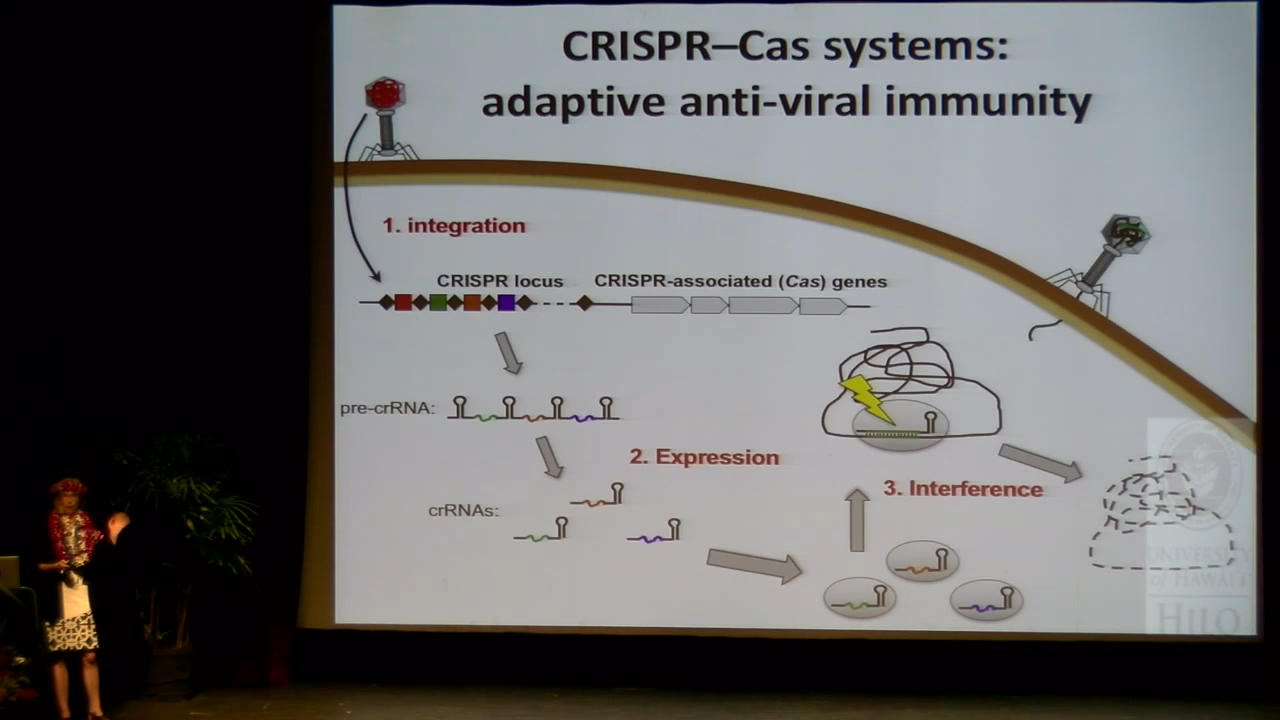 CRISPR–Cas systems:
adaptive anti-viral immunity
1. integration
CRISPR locus
CRISPR-associated (Cas) genes
pre-crRNA:
2. Expression
crRNAs:
3. Interference
UNIVERSITY
of HAWAI'I
HILO